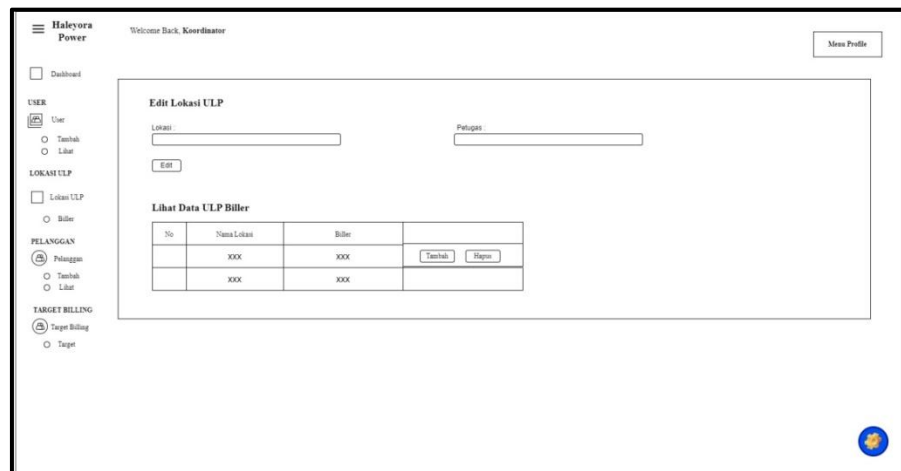 Haleyora
Power
Welcome Back, Koordinator
Menu Profile
Dashboard
USER
User
Tambah
Lihat
LOKASI ULP
Lokasi ULP
Biller
PELANGGAN
Pelanggan
Tambah
Lihat
TARGET BILLING
Target Billing
Target
Edit Lokasi ULP
Lokasi :
Petugas :
Edit
Lihat Data ULP Biller
No Nama Lokasi Biller
XXX XXX Tambah Hapus
XXX XXX